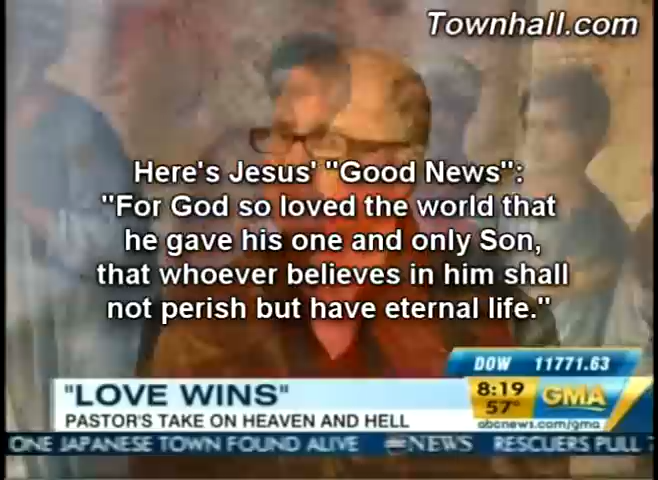 Townhall.com
Here's Jesus' "Good News":
"For God so loved the world that
he gave his one and only Son,
that whoever believes in him shall
not perish but have eternal life."
DOW 11771.63
"LOVE WINS"
8:19 GMA
57°
PASTOR'S TAKE ON HEAVEN AND HELL
abcnews.com/gma
ONE JAPANESE TOWN FOUND ALIVE abc NEWS RESCUERS PULL